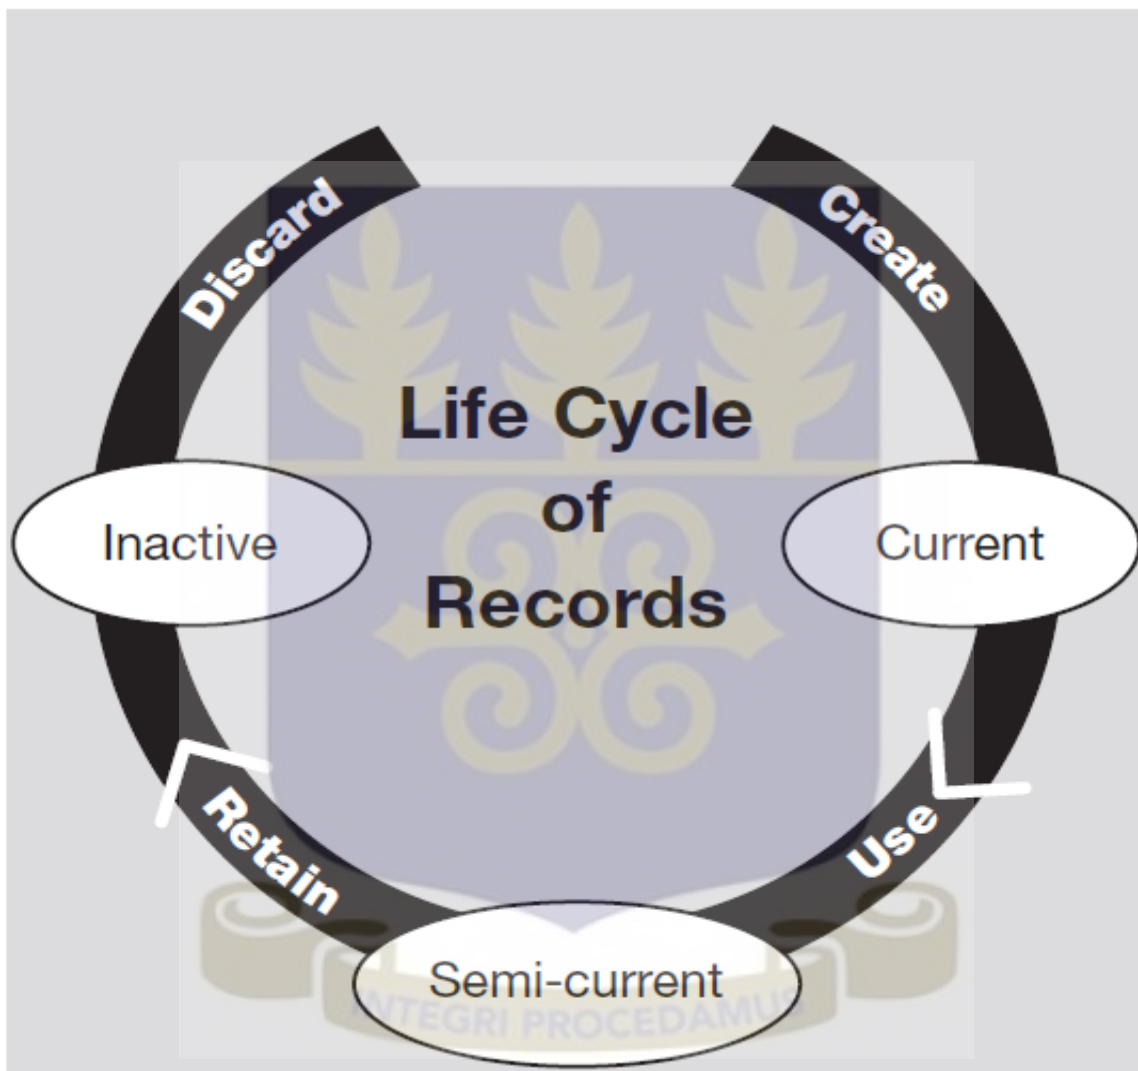 Discard
Create
Life Cycle
of
Records
Inactive
Current
Retain
Use
Semi-current
INTEGRI PROCEDAMUS